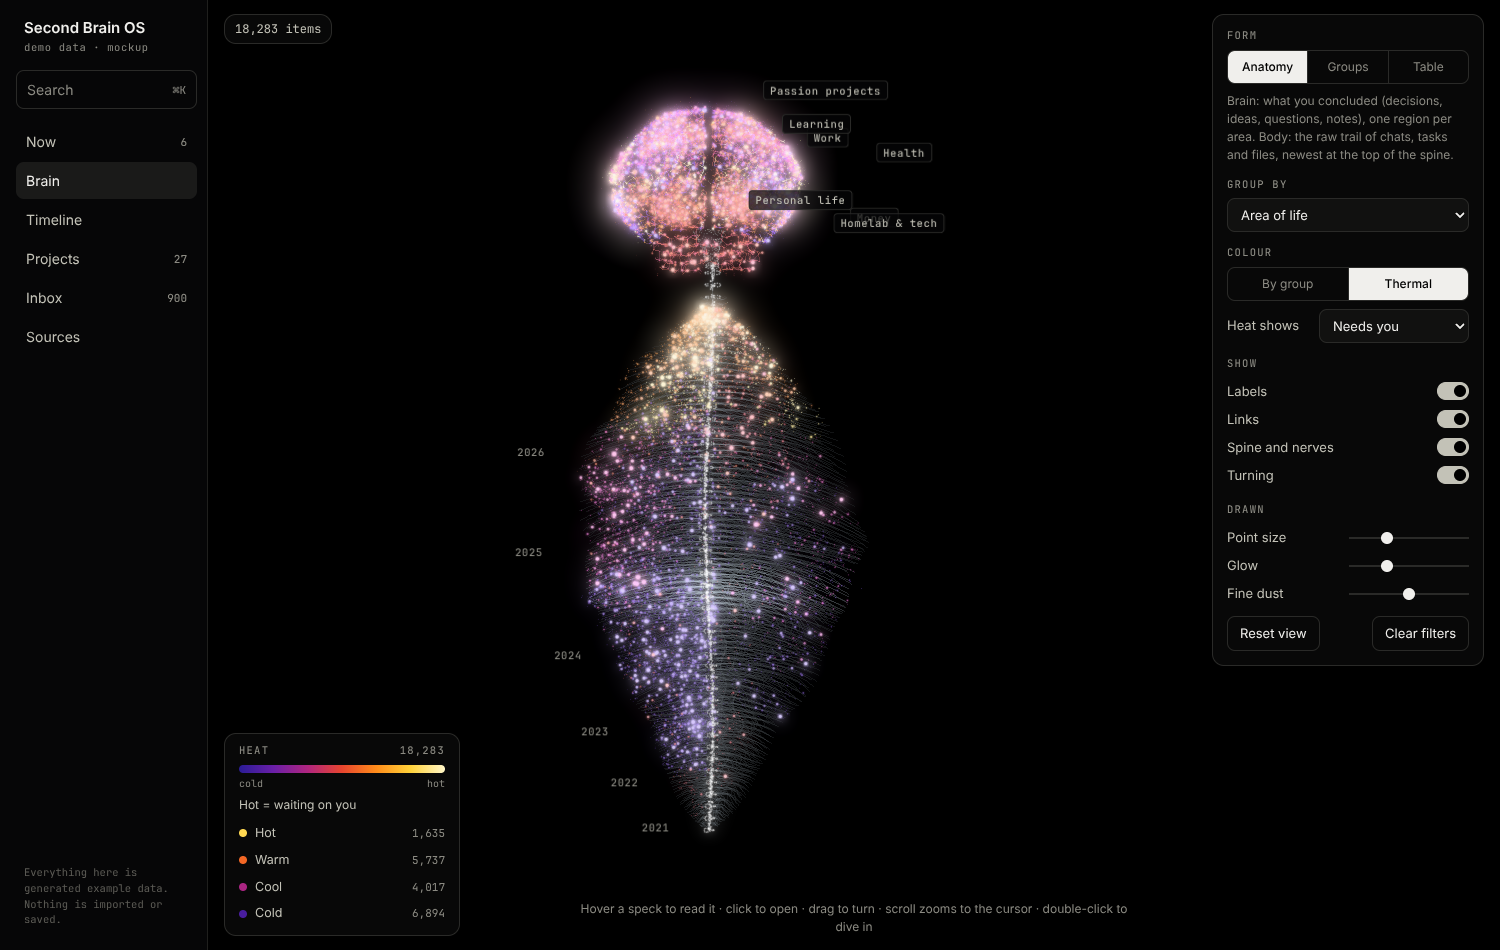 Second Brain OS
demo data · mockup
Search ⌘K
Now 6
Brain
Timeline
Projects 27
Inbox 900
Sources
Everything here is
generated example data.
Nothing is imported or
saved.
18,283 items
Passion projects
Learning
Work
Health
Personal life
Money
Homelab & tech
2026
2025
2024
2023
2022
2021
HEAT 18,283
cold hot
Hot = waiting on you
Hot 1,635
Warm 5,737
Cool 4,017
Cold 6,894
Hover a speck to read it · click to open · drag to turn · scroll zooms to the cursor · double-click to
dive in
FORM
Anatomy Groups Table
Brain: what you concluded (decisions,
ideas, questions, notes), one region per
area. Body: the raw trail of chats, tasks
and files, newest at the top of the spine.
GROUP BY
Area of life
COLOUR
By group Thermal
Heat shows Needs you
SHOW
Labels
Links
Spine and nerves
Turning
DRAWN
Point size
Glow
Fine dust
Reset view Clear filters